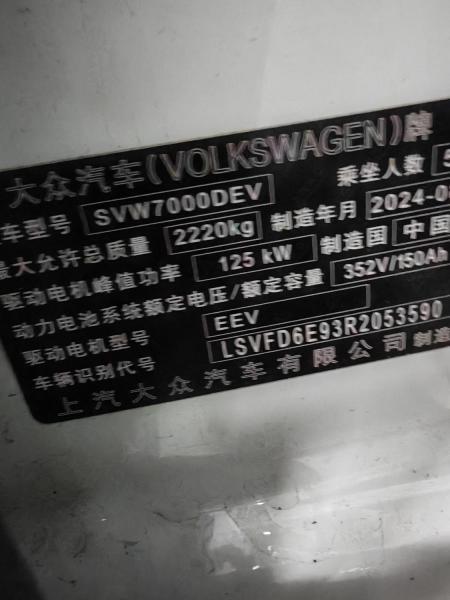 大众汽车(VOLKSWAGEN)牌
车型号 SVW7000DEV 乘坐人数 5
最大允许总质量 2220kg 制造年月 2024-0
驱动电机峰值功率 125 kW 制造国 中国
动力电池系统额定电压/额定容量 352V/150Ah
驱动电机型号 EEV
车辆识别代号 LSVFD6E93R2053590
上汽大众汽车有限公司 制造